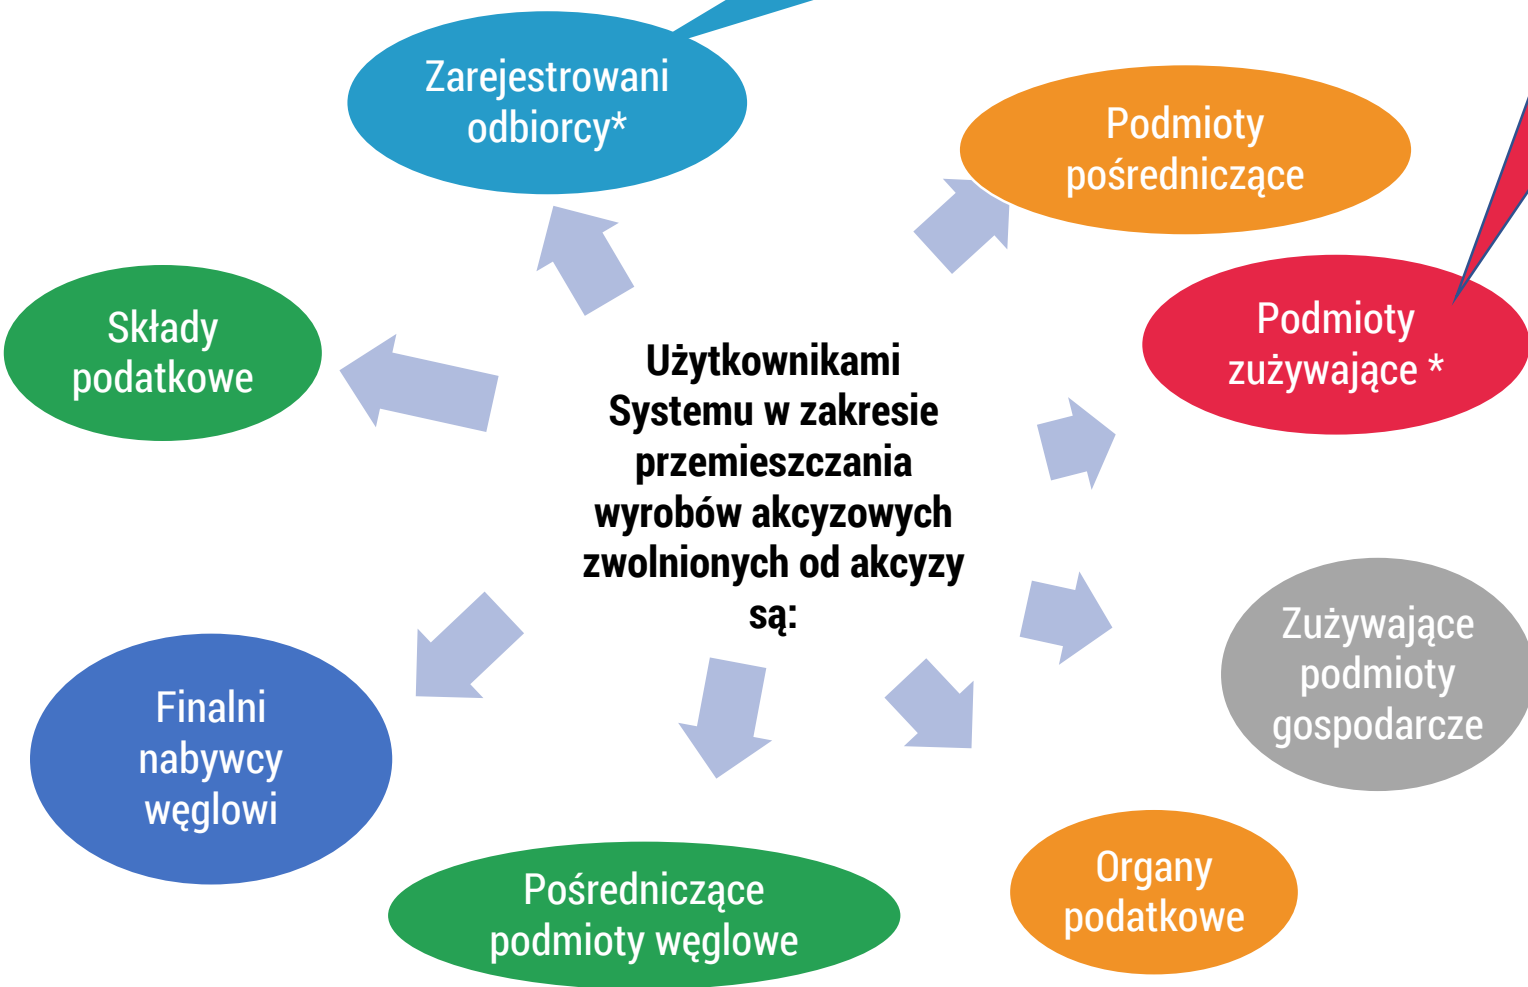 Zarejestrowani
odbiorcy*
Podmioty
pośredniczące
Składy
podatkowe
Podmioty
zużywające *
Użytkownikami
Systemu w zakresie
przemieszczania
wyrobów akcyzowych
zwolnionych od akcyzy
są:
Zużywające
podmioty
gospodarcze
Finalni
nabywcy
węglowi
Organy
podatkowe
Pośredniczące
podmioty węglowe